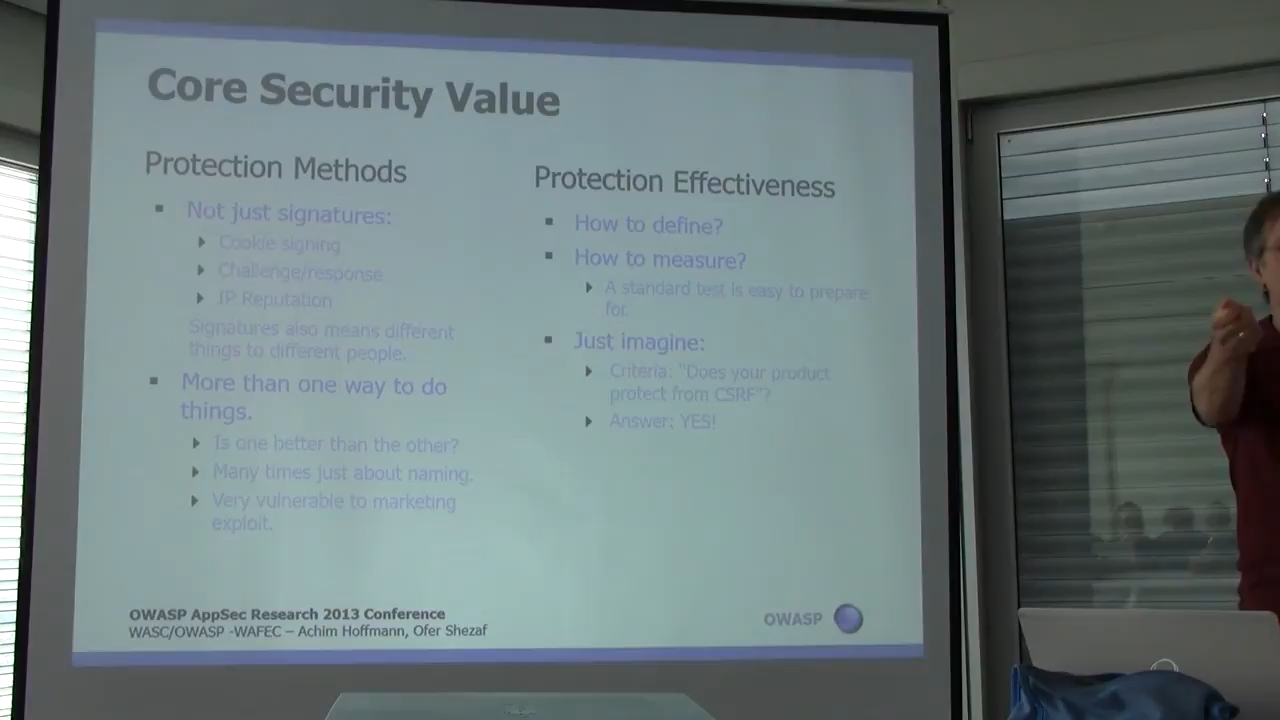 Core Security Value
Protection Methods
Not just signatures:
Cookie signing
Challenge/response
IP Reputation
Signatures also means different
things to different people.
More than one way to do
things.
Is one better than the other?
Many times just about naming.
Very vulnerable to marketing
exploit.
Protection Effectiveness
How to define?
How to measure?
A standard test is easy to prepare
for.
Just imagine:
Criteria: "Does your product
protect from CSRF"?
Answer: YES!
OWASP AppSec Research 2013 Conference
WASC/OWASP -WAFEC – Achim Hoffmann, Ofer Shezaf
OWASP